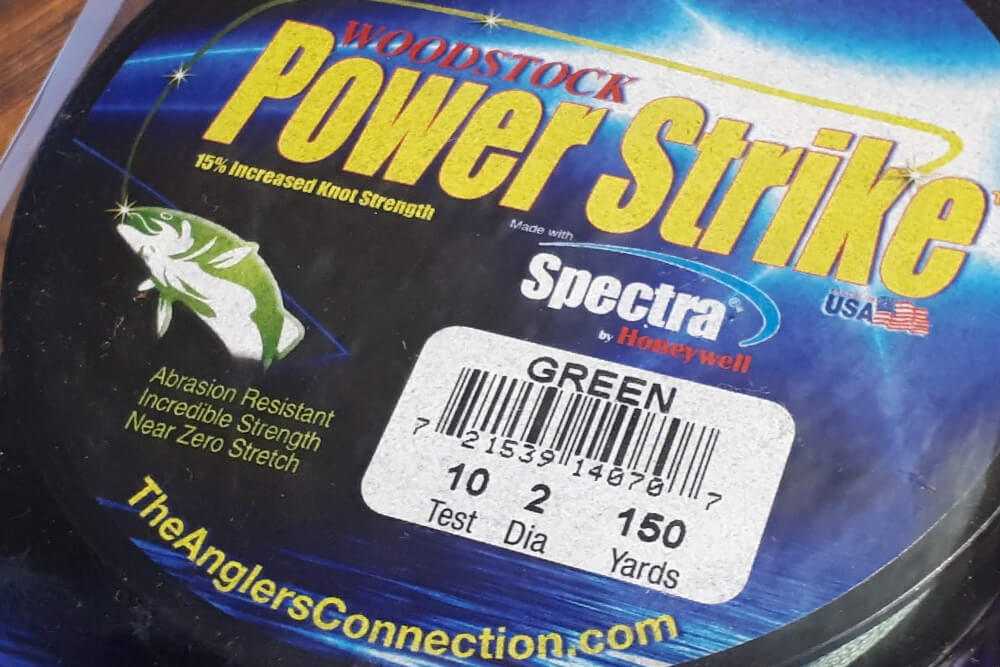 WOODSTOCK
Power Strike
15% Increased Knot Strength
Made with
Spectra®
by Honeywell
USA
Abrasion Resistant
Incredible Strength
Near Zero Stretch
GREEN
7 21539 14070 7
10 2 150
Test Dia Yards
TheAnglersConnection.com